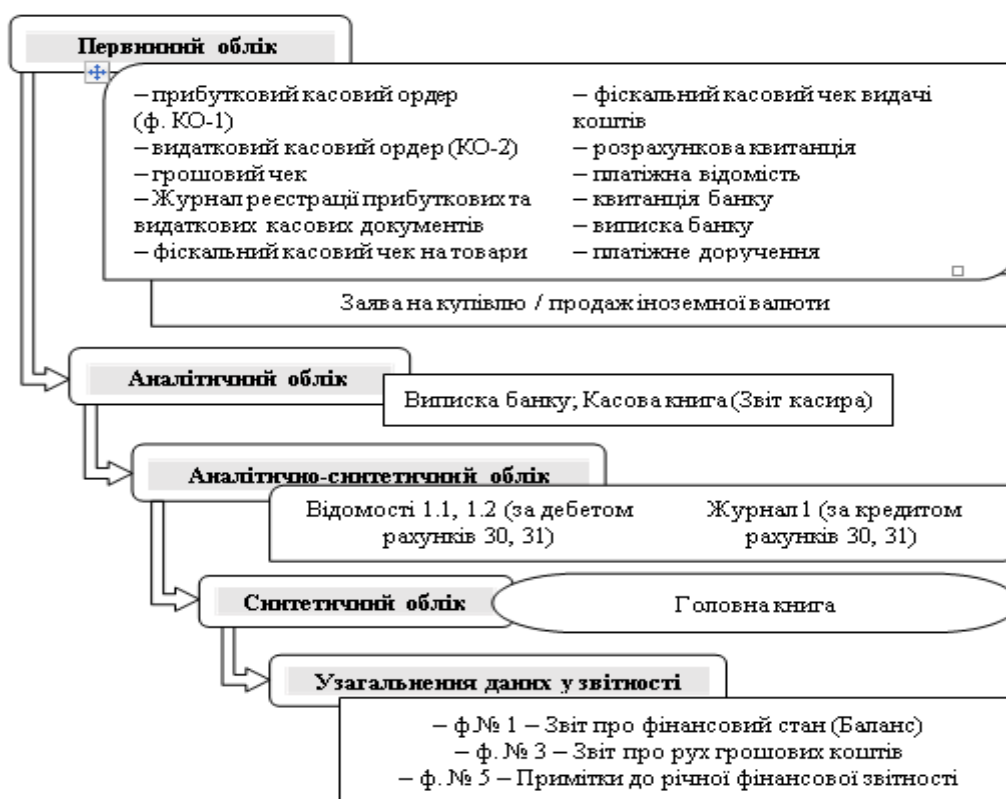 Первинний облік
– прибутковий касовий ордер
(ф. КО-1)
– видатковий касовий ордер (КО-2)
– грошовий чек
– Журнал реєстрації прибуткових та
видаткових касових документів
– фіскальний касовий чек на товари
– фіскальний касовий чек видачі
коштів
– розрахункова квитанція
– платіжна відомість
– квитанція банку
– виписка банку
– платіжне доручення
Заява на купівлю / продаж іноземної валюти
Аналітичний облік
Виписка банку; Касова книга (Звіт касира)
Аналітично-синтетичний облік
Відомості 1.1, 1.2 (за дебетом
рахунків 30, 31)
Журнал 1 (за кредитом
рахунків 30, 31)
Синтетичний облік
Головна книга
Узагальнення даних у звітності
– ф.№ 1 – Звіт про фінансовий стан (Баланс)
– ф. № 3 – Звіт про рух грошових коштів
– ф. № 5 – Примітки до річної фінансової звітності